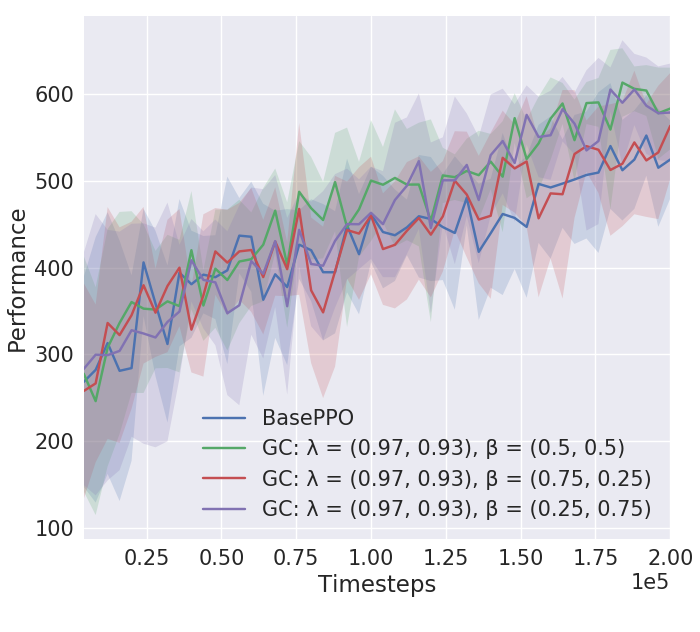 Performance
600
500
400
300
200
100
BasePPO
GC: λ = (0.97, 0.93), β = (0.5, 0.5)
GC: λ = (0.97, 0.93), β = (0.75, 0.25)
GC: λ = (0.97, 0.93), β = (0.25, 0.75)
0.25 0.50 0.75 1.00 1.25 1.50 1.75 2.00
1e5
Timesteps